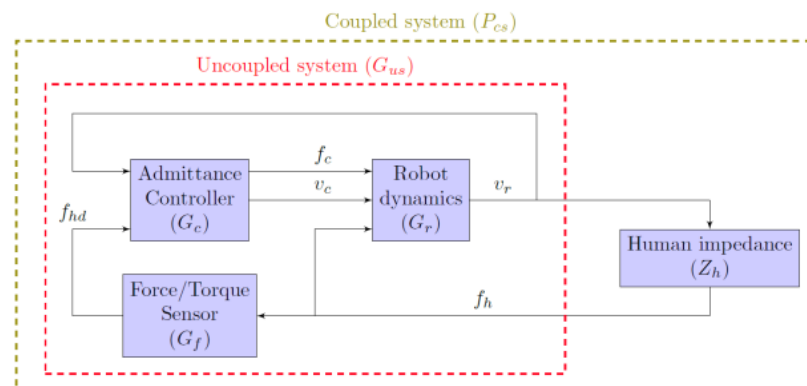 Coupled system (P_cs)
Uncoupled system (G_us)
Admittance
Controller
(G_c)
f_c
v_c
Robot
dynamics
(G_r)
v_r
f_hd
Human impedance
(Z_h)
Force/Torque
Sensor
(G_f)
f_h